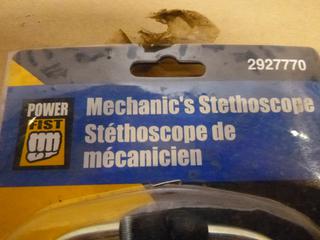 2927770
POWER
FIST
Mechanic's Stethoscope
Stéthoscope de
mécanicien